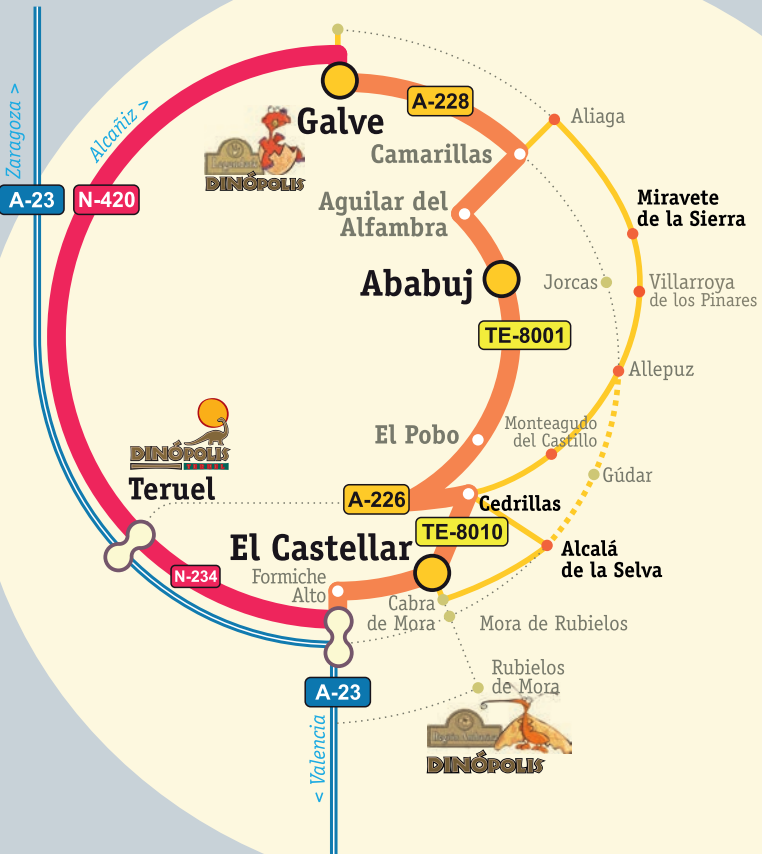 Zaragoza >
Alcañiz >
A-23
N-420
Galve
A-228
Aliaga
Camarillas
DINÓPOLIS
Aguilar del
Alfambra
Miravete
de la Sierra
Ababuj
Jorcas
Villarroya
de los Pinares
TE-8001
Allepuz
El Pobo
Monteagudo
del Castillo
DINÓPOLIS
TERUEL
Teruel
Gúdar
A-226
Cedrillas
TE-8010
El Castellar
Alcalá
de la Selva
N-234
Formiche
Alto
Cabra
de Mora
Mora de Rubielos
Rubielos
de Mora
A-23
< Valencia
DINÓPOLIS